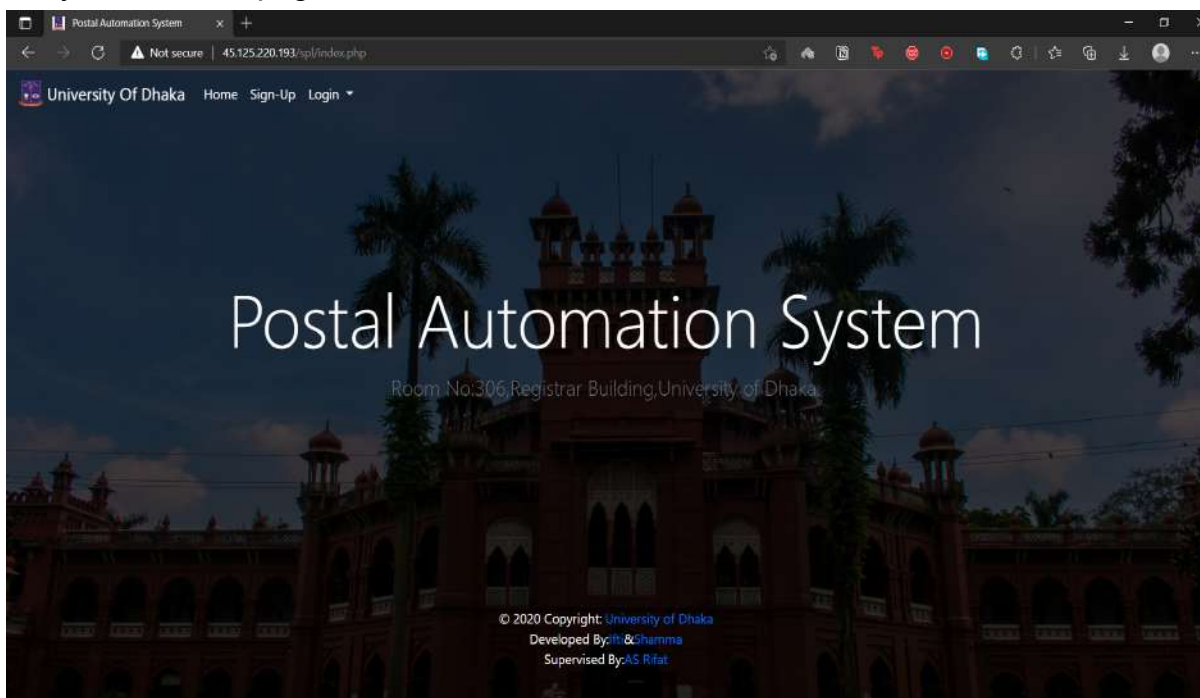 Postal Automation System
Not secure | 45.125.220.193/spl/index.php
University Of Dhaka Home Sign-Up Login
Postal Automation System
Room No:306,Registrar Building,University of Dhaka
© 2020 Copyright: University of Dhaka
Developed By:Ifti&Shamma
Supervised By:AS Rifat